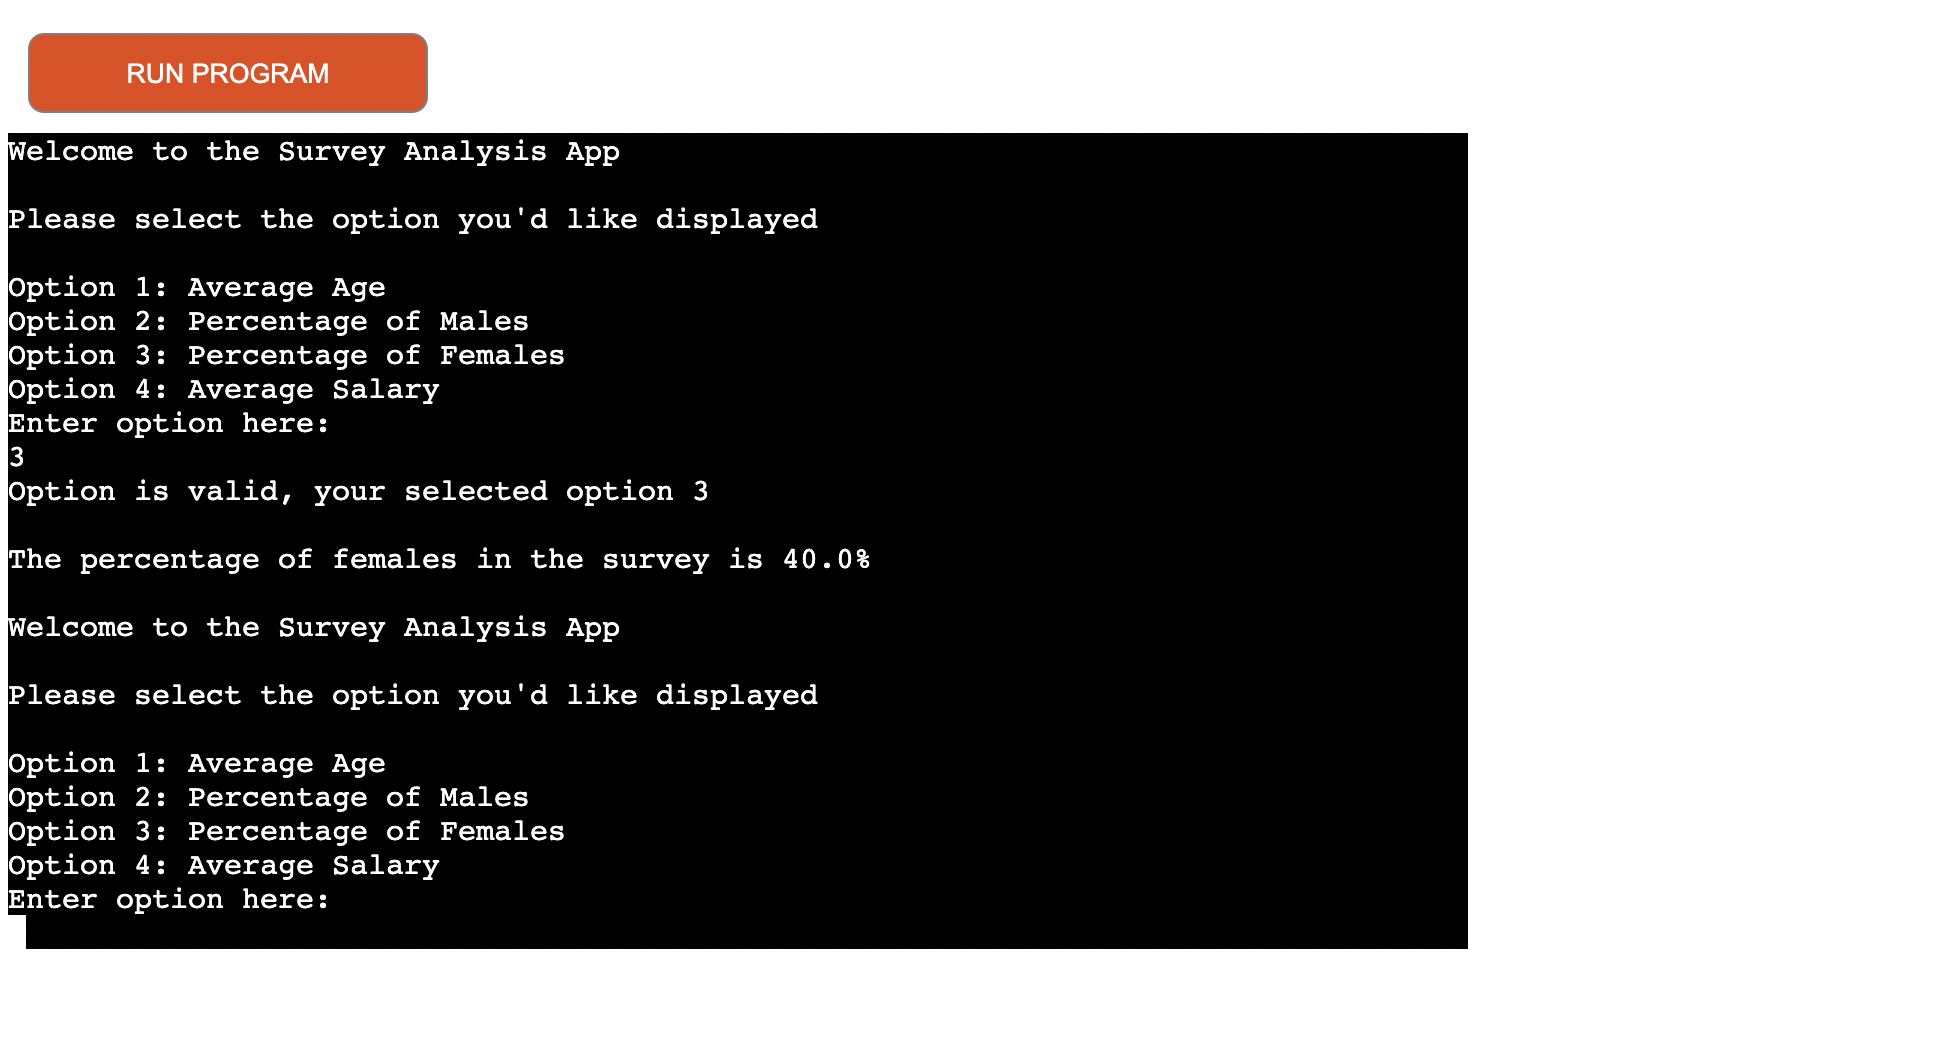 RUN PROGRAM
Welcome to the Survey Analysis App
Please select the option you'd like displayed
Option 1: Average Age
Option 2: Percentage of Males
Option 3: Percentage of Females
Option 4: Average Salary
Enter option here:
3
Option is valid, your selected option 3
The percentage of females in the survey is 40.0%
Welcome to the Survey Analysis App
Please select the option you'd like displayed
Option 1: Average Age
Option 2: Percentage of Males
Option 3: Percentage of Females
Option 4: Average Salary
Enter option here: